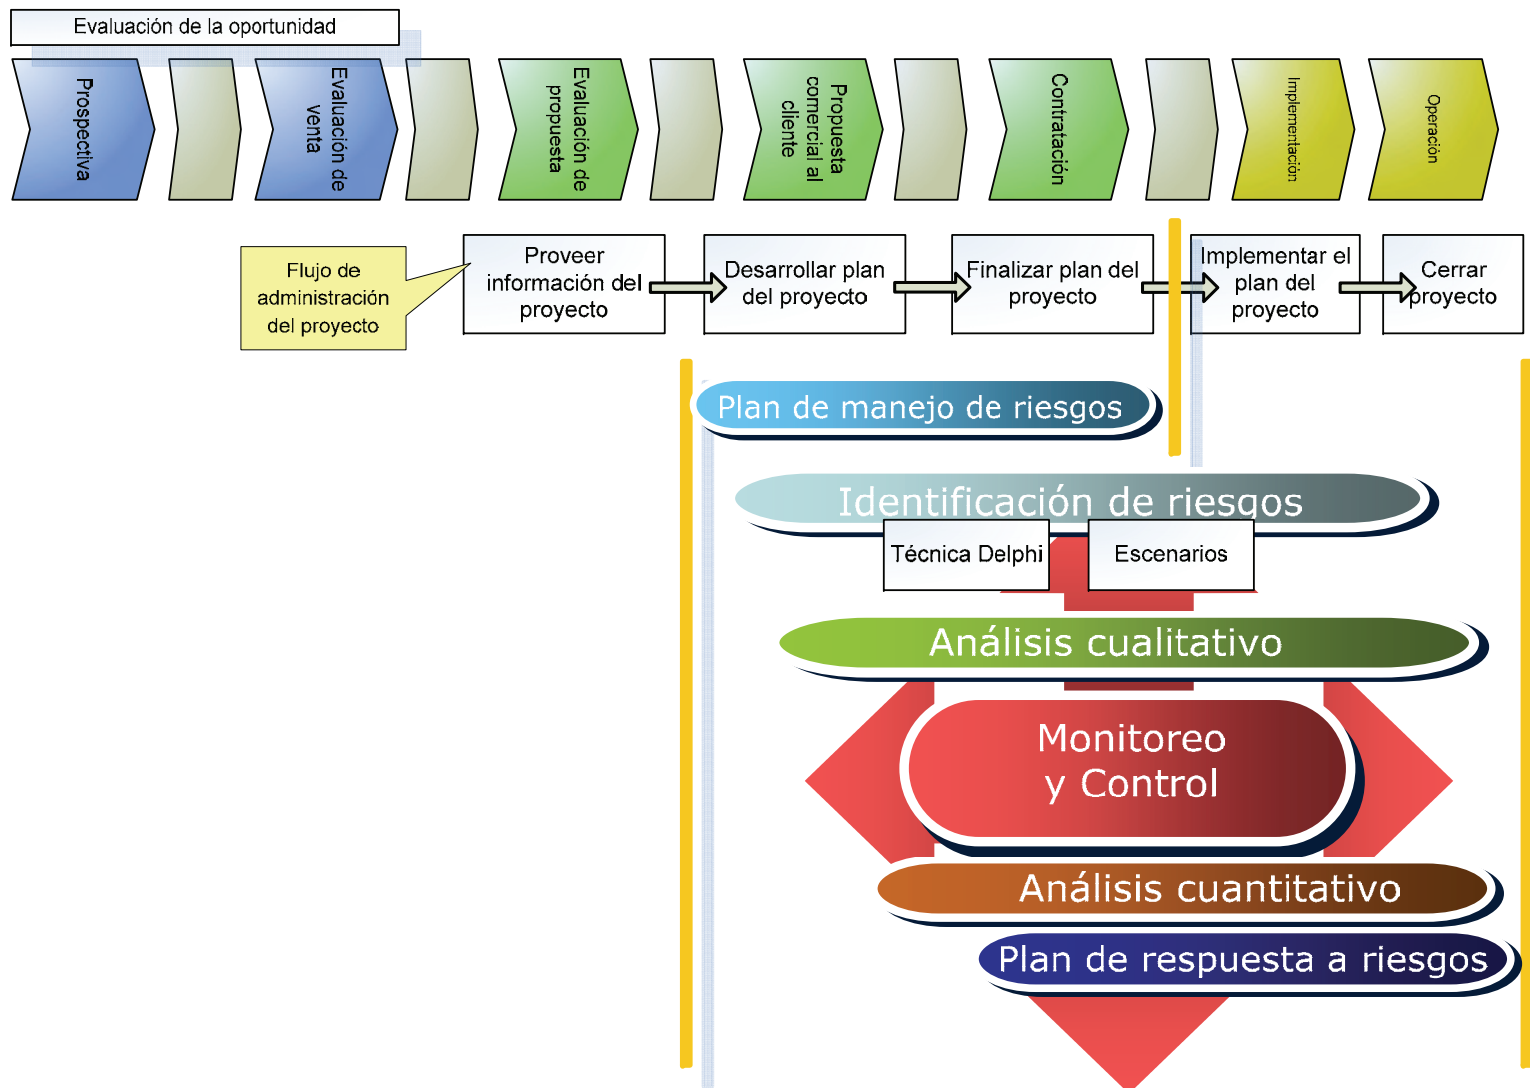 Evaluación de la oportunidad
Prospectiva
Evaluación de
venta
Evaluación de
propuesta
Propuesta
comercial al
cliente
Contratación
Implementación
Operación
Flujo de
administración
del proyecto
Proveer
información del
proyecto
Desarrollar plan
del proyecto
Finalizar plan del
proyecto
Implementar el
plan del
proyecto
Cerrar
proyecto
Plan de manejo de riesgos
Identificación de riesgos
Técnica Delphi
Escenarios
Análisis cualitativo
Monitoreo
y Control
Análisis cuantitativo
Plan de respuesta a riesgos